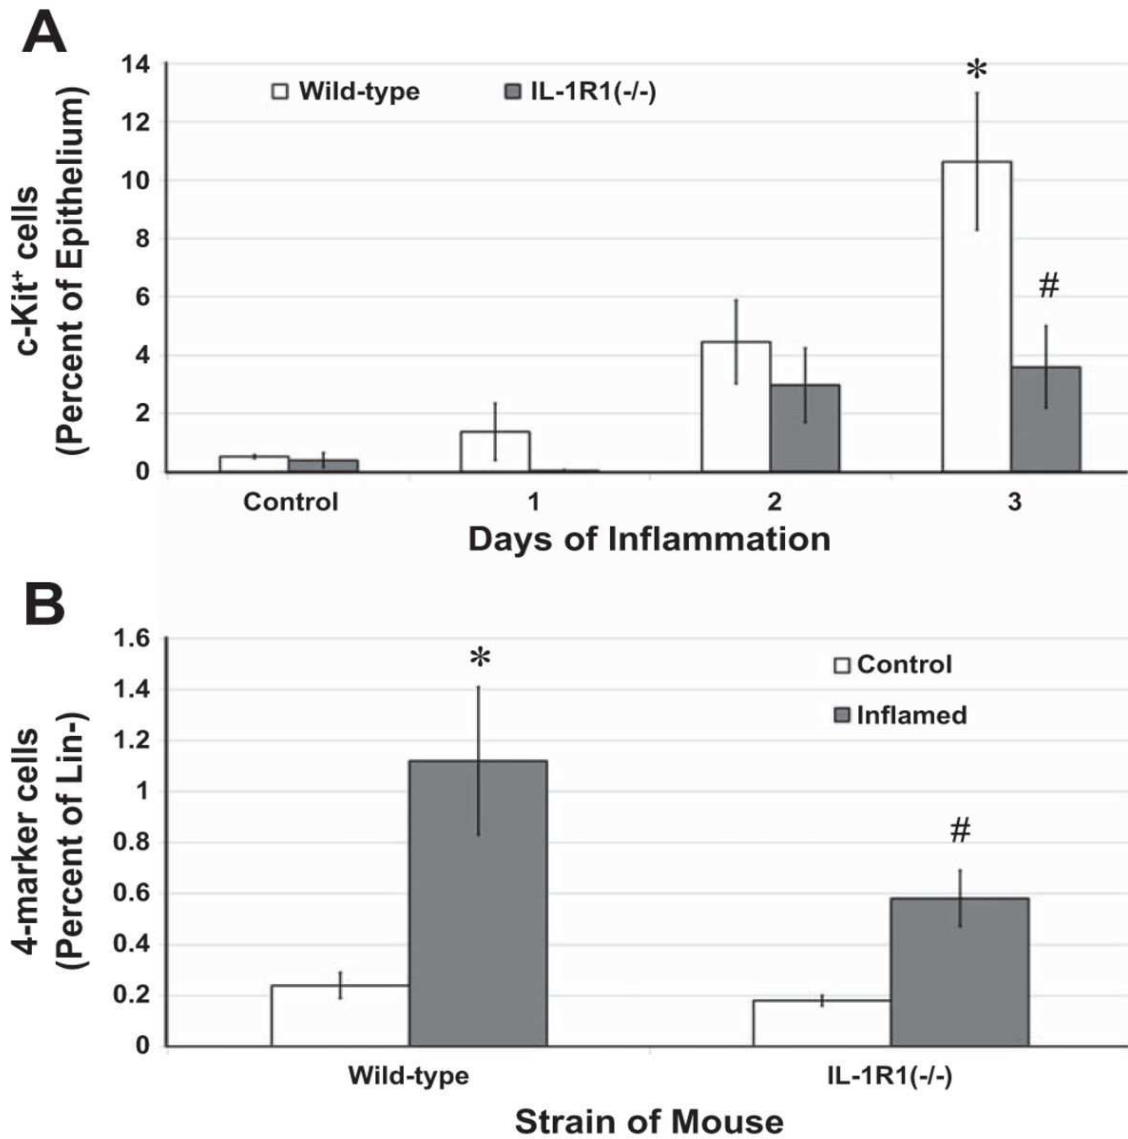 A
14
*
Wild-type IL-1R1(-/-)
12
10
8
6
#
4
2
0
c-Kit+ cells
(Percent of Epithelium)
Control 1 2 3
Days of Inflammation
B
1.6
*
Control
1.4
Inflamed
1.2
1
0.8
#
0.6
0.4
0.2
0
4-marker cells
(Percent of Lin-)
Wild-type IL-1R1(-/-)
Strain of Mouse